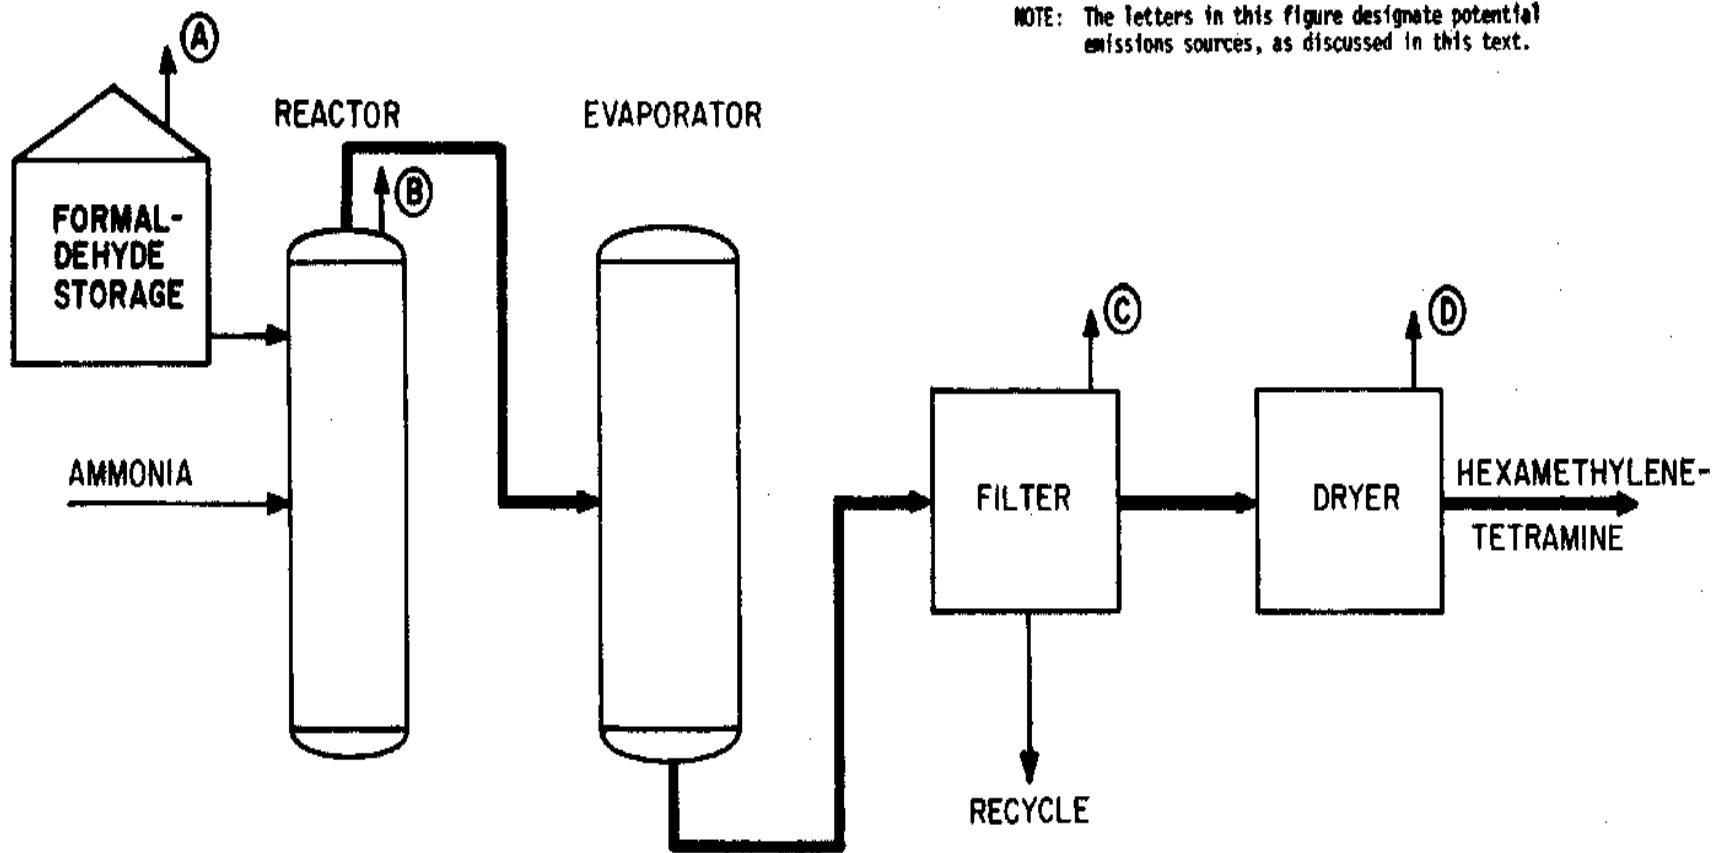 NOTE: The letters in this figure designate potential
emissions sources, as discussed in this text.
A
REACTOR
EVAPORATOR
B
FORMAL-
DEHYDE
STORAGE
C
D
AMMONIA
FILTER
DRYER
HEXAMETHYLENE-
TETRAMINE
RECYCLE